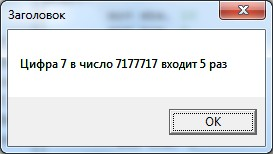 Заголовок
Цифра 7 в число 7177717 входит 5 раз
OK